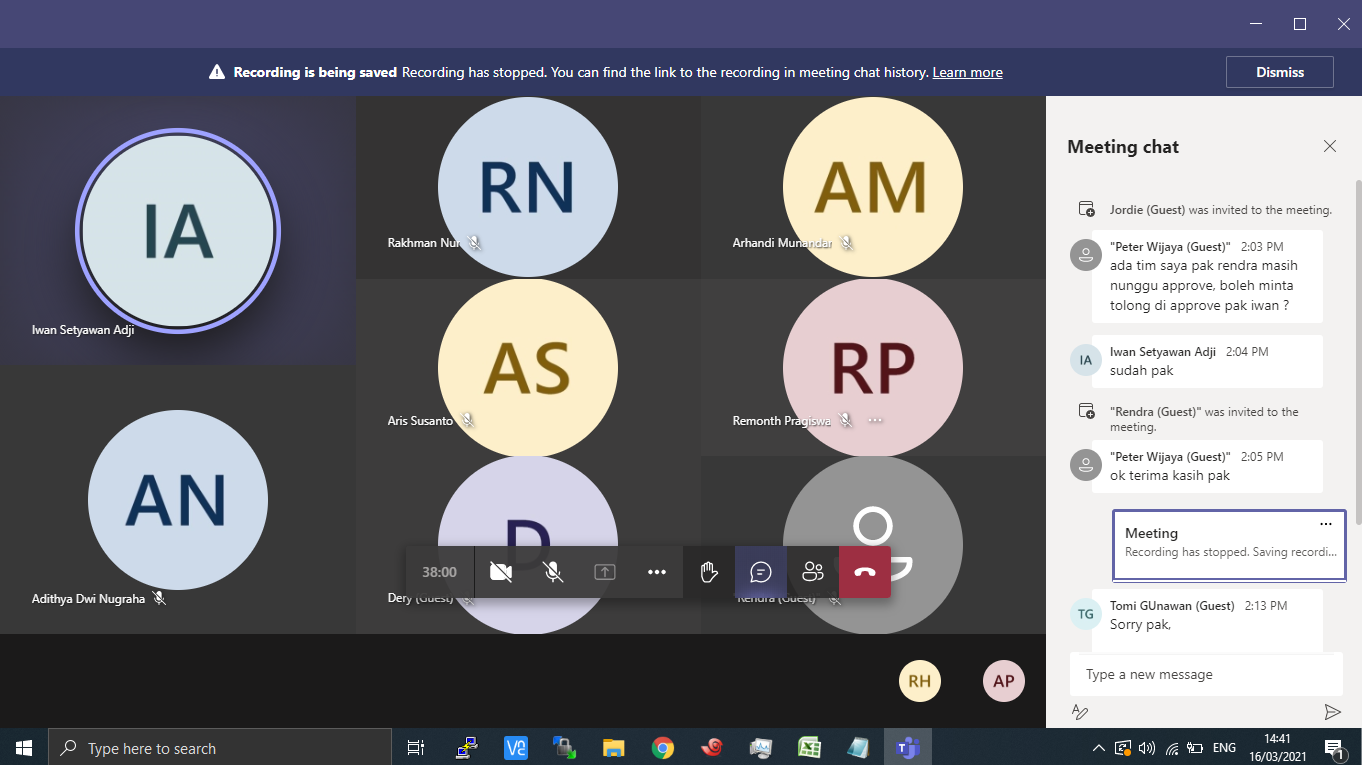 Recording is being saved Recording has stopped. You can find the link to the recording in meeting chat history. Learn more
Dismiss
IA
Iwan Setyawan Adji
RN
Rakhman Nur
AM
Arhandi Munandar
AS
Aris Susanto
RP
Remonth Pragiswa
AN
Adithya Dwi Nugraha
D
Dery (Guest)
Rendra (Guest)
38:00
RH
AP
Meeting chat
Jordie (Guest) was invited to the meeting.
"Peter Wijaya (Guest)" 2:03 PM
ada tim saya pak rendra masih
nunggu approve, boleh minta
tolong di approve pak iwan ?
IA
Iwan Setyawan Adji 2:04 PM
sudah pak
"Rendra (Guest)" was invited to the
meeting.
"Peter Wijaya (Guest)" 2:05 PM
ok terima kasih pak
Meeting
Recording has stopped. Saving recordi...
TG
Tomi GUnawan (Guest) 2:13 PM
Sorry pak,
Type a new message
Type here to search
VC
ENG
14:41
16/03/2021
1